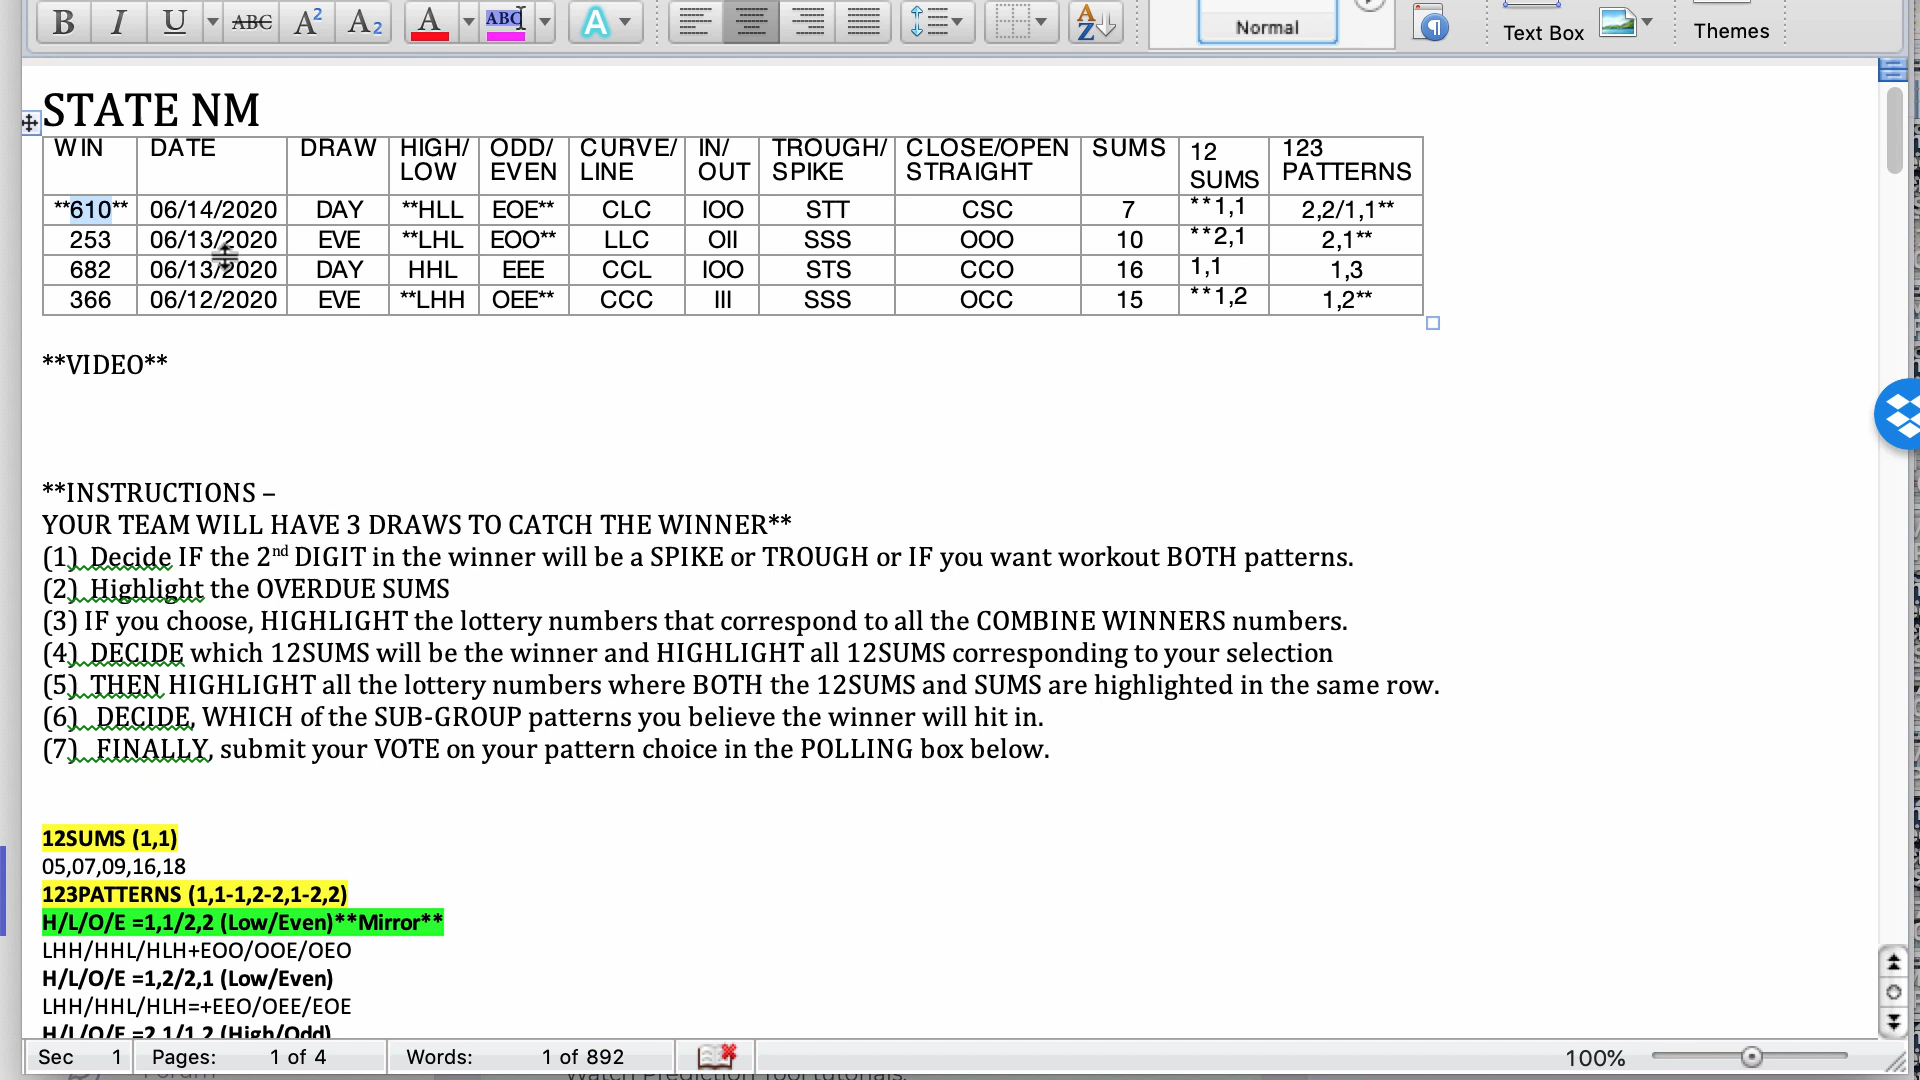 B I U ABC A2 A2 A ABC A A Z Normal Text Box Themes
STATE NM
WIN DATE DRAW HIGH/ LOW ODD/ EVEN CURVE/ LINE IN/ OUT TROUGH/ SPIKE CLOSE/OPEN STRAIGHT SUMS 12 SUMS 123 PATTERNS
**610** 06/14/2020 DAY **HLL EOE** CLC IOO STT CSC 7 **1,1 2,2/1,1**
253 06/13/2020 EVE **LHL EOO** LLC OII SSS OOO 10 **2,1 2,1**
682 06/13/2020 DAY HHL EEE CCL IOO STS CCO 16 1,1 1,3
366 06/12/2020 EVE **LHH OEE** CCC III SSS OCC 15 **1,2 1,2**
**VIDEO**
**INSTRUCTIONS –
YOUR TEAM WILL HAVE 3 DRAWS TO CATCH THE WINNER**
(1) Decide IF the 2nd DIGIT in the winner will be a SPIKE or TROUGH or IF you want workout BOTH patterns.
(2) Highlight the OVERDUE SUMS
(3) IF you choose, HIGHLIGHT the lottery numbers that correspond to all the COMBINE WINNERS numbers.
(4) DECIDE which 12SUMS will be the winner and HIGHLIGHT all 12SUMS corresponding to your selection
(5) THEN HIGHLIGHT all the lottery numbers where BOTH the 12SUMS and SUMS are highlighted in the same row.
(6) DECIDE, WHICH of the SUB-GROUP patterns you believe the winner will hit in.
(7) FINALLY, submit your VOTE on your pattern choice in the POLLING box below.
12SUMS (1,1)
05,07,09,16,18
123PATTERNS (1,1-1,2-2,1-2,2)
H/L/O/E =1,1/2,2 (Low/Even)**Mirror**
LHH/HHL/HLH+EOO/OOE/OEO
H/L/O/E =1,2/2,1 (Low/Even)
LHH/HHL/HLH=+EEO/OEE/EOE
H/L/O/E =2,1/1,2 (High/Odd)
Sec 1 Pages: 1 of 4 Words: 1 of 892 100%